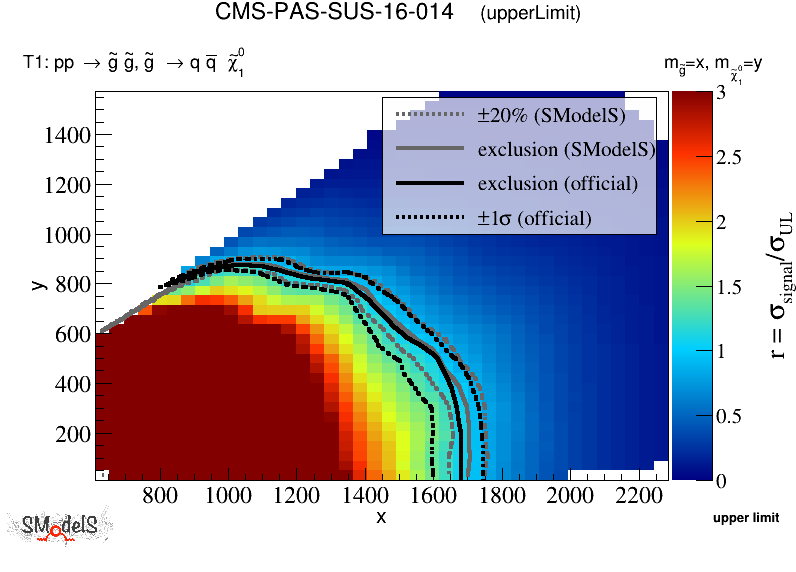 CMS-PAS-SUS-16-014 (upperLimit)
T1: pp → g̃ g̃, g̃ → q q̅ χ̃₁⁰
m_g̃=x, m_χ̃₁⁰=y
±20% (SModelS)
exclusion (SModelS)
exclusion (official)
±1σ (official)
1400
1200
1000
800
600
400
200
y
800 1000 1200 1400 1600 1800 2000 2200
x
3
2.5
2
1.5
1
0.5
0
r = σ_signal/σ_UL
SModelS
upper limit